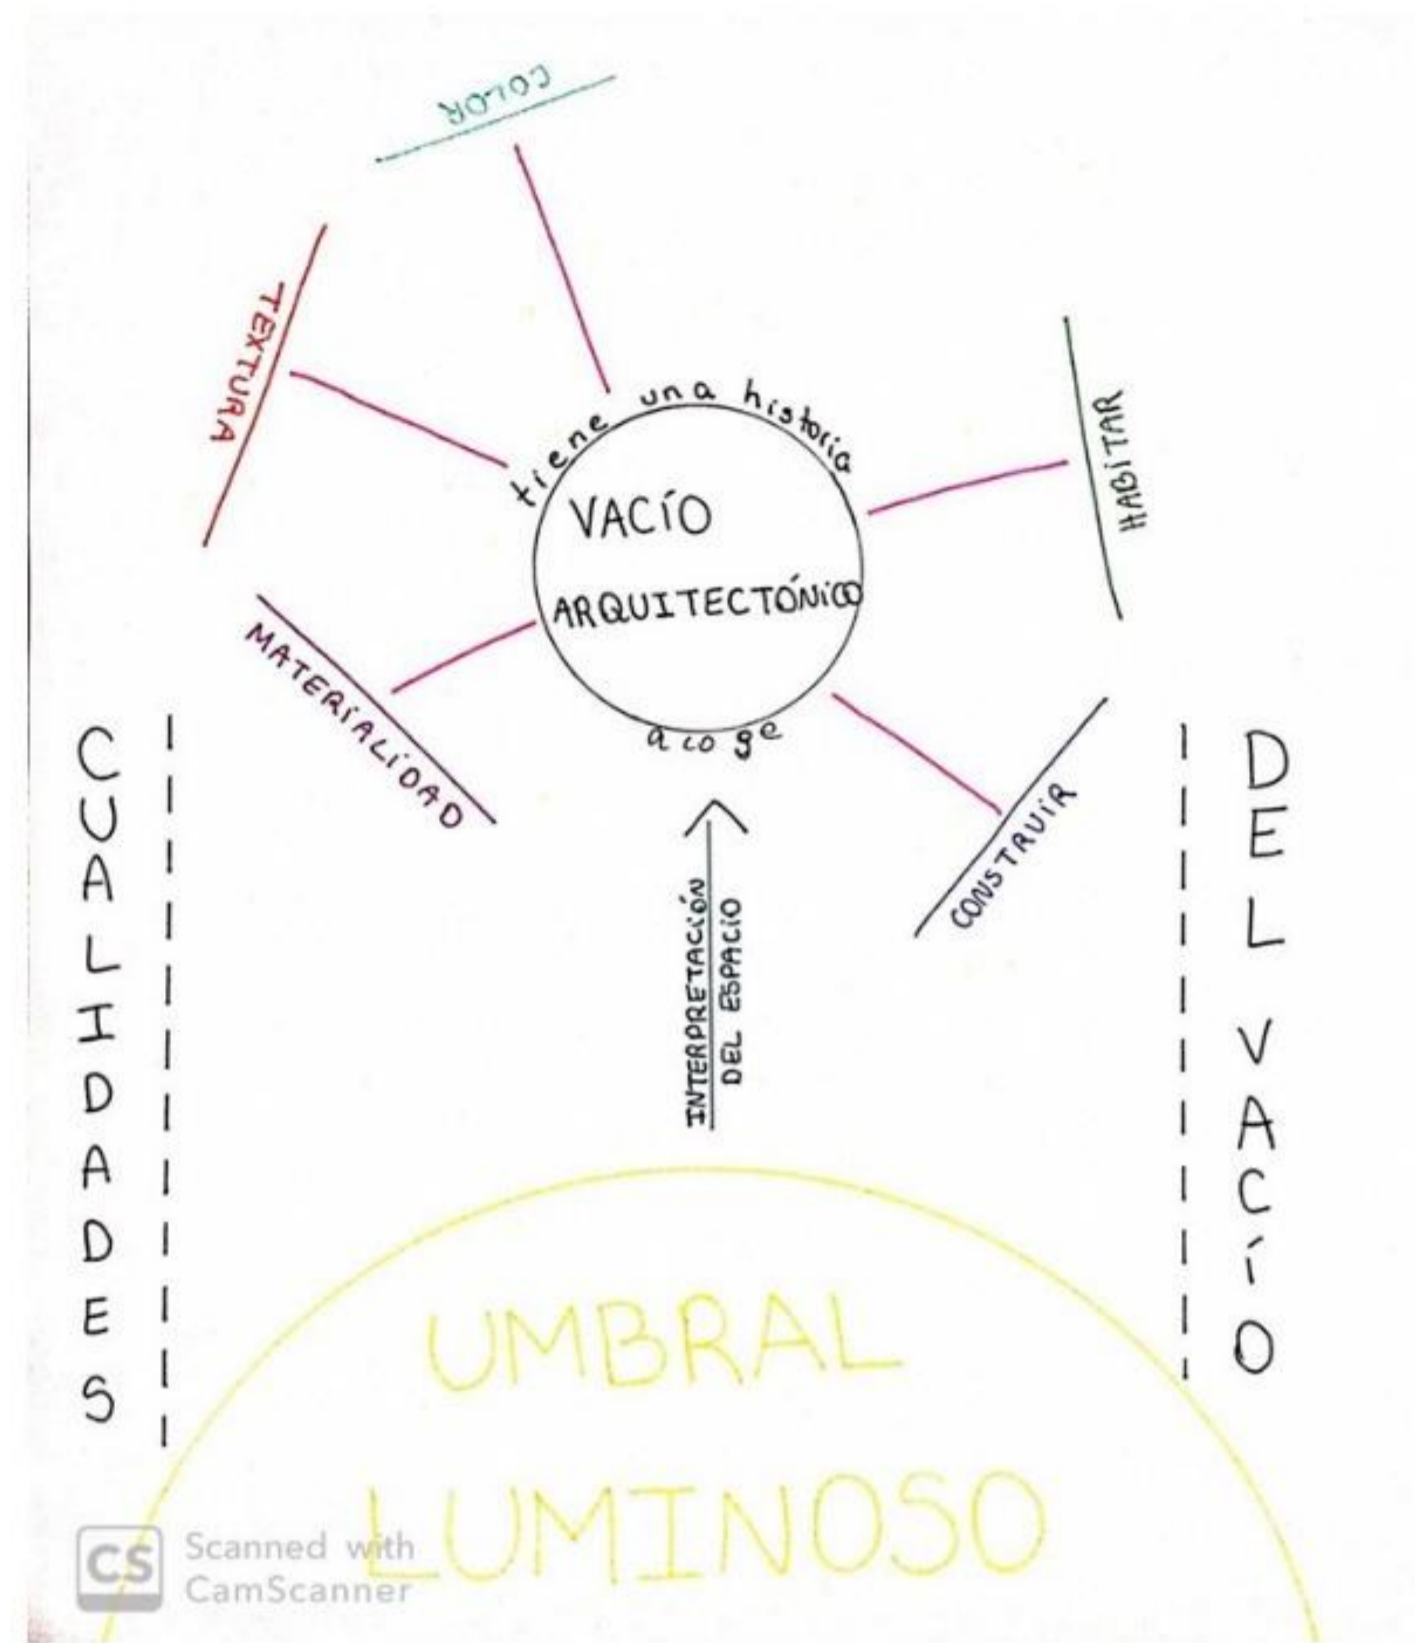 COLOR
TEXTURA
HABiTAR
tiene una historia
VACÍO
ARQUITECTÓNiCO
acoge
MATERiALiDAD
CONSTRUiR
INTERPRETACiÓN
DEL ESPACiO
CUALIDADES
DEL VACÍO
UMBRAL
LUMINOSO
CS
Scanned with
CamScanner